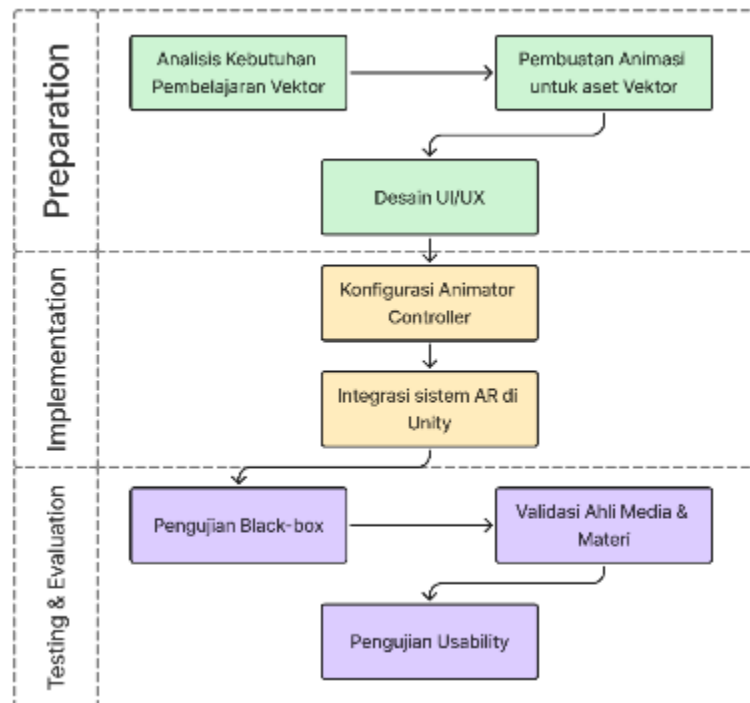 Preparation
Analisis Kebutuhan
Pembelajaran Vektor
Pembuatan Animasi
untuk aset Vektor
Desain UI/UX
Implementation
Konfigurasi Animator
Controller
Integrasi sistem AR di
Unity
Testing & Evaluation
Pengujian Black-box
Validasi Ahli Media &
Materi
Pengujian Usability